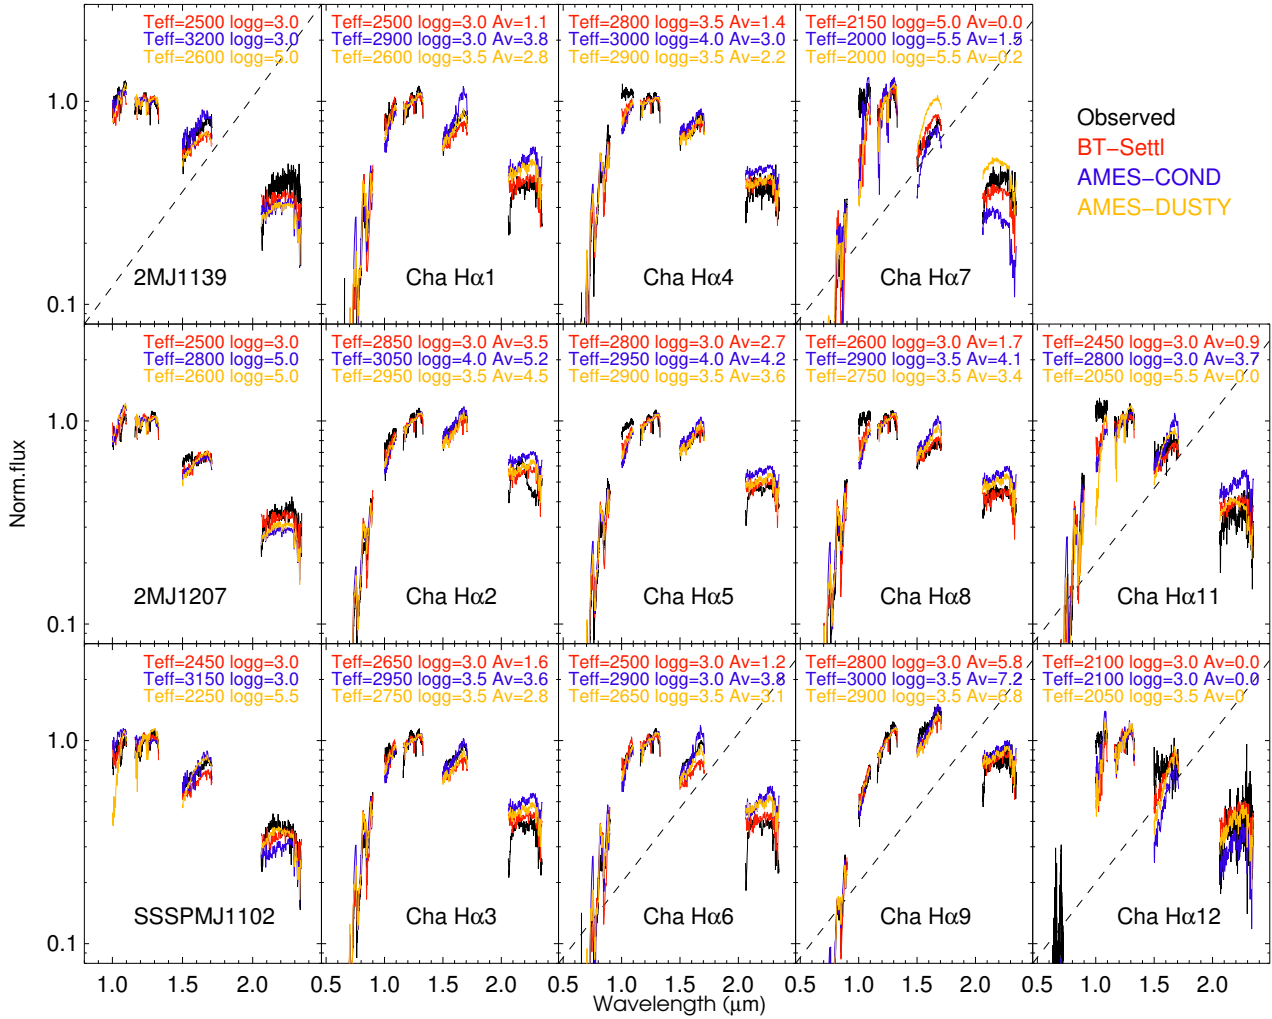 Teff=2500 logg=3.0
Teff=3200 logg=3.0
Teff=2600 logg=5.0
2MJ1139
Teff=2500 logg=3.0 Av=1.1
Teff=2900 logg=3.0 Av=3.8
Teff=2600 logg=3.5 Av=2.8
Cha Hα1
Teff=2800 logg=3.5 Av=1.4
Teff=3000 logg=4.0 Av=3.0
Teff=2900 logg=3.5 Av=2.2
Cha Hα4
Teff=2150 logg=5.0 Av=0.0
Teff=2000 logg=5.5 Av=1.5
Teff=2000 logg=5.5 Av=0.2
Cha Hα7
Observed
BT-Settl
AMES-COND
AMES-DUSTY
1.0
0.1
Teff=2500 logg=3.0
Teff=2800 logg=5.0
Teff=2600 logg=5.0
2MJ1207
Teff=2850 logg=3.0 Av=3.5
Teff=3050 logg=4.0 Av=5.2
Teff=2950 logg=3.5 Av=4.5
Cha Hα2
Teff=2800 logg=3.0 Av=2.7
Teff=2950 logg=4.0 Av=4.2
Teff=2900 logg=3.5 Av=3.6
Cha Hα5
Teff=2600 logg=3.0 Av=1.7
Teff=2900 logg=3.5 Av=4.1
Teff=2750 logg=3.5 Av=3.4
Cha Hα8
Teff=2450 logg=3.0 Av=0.9
Teff=2800 logg=3.0 Av=3.7
Teff=2050 logg=5.5 Av=0.0
Cha Hα11
1.0
0.1
Norm.flux
Teff=2450 logg=3.0
Teff=3150 logg=3.0
Teff=2250 logg=5.5
SSSPMJ1102
Teff=2650 logg=3.0 Av=1.6
Teff=2950 logg=3.5 Av=3.6
Teff=2750 logg=3.5 Av=2.8
Cha Hα3
Teff=2500 logg=3.0 Av=1.2
Teff=2900 logg=3.0 Av=3.8
Teff=2650 logg=3.5 Av=3.1
Cha Hα6
Teff=2800 logg=3.0 Av=5.8
Teff=3000 logg=3.5 Av=7.2
Teff=2900 logg=3.5 Av=6.8
Cha Hα9
Teff=2100 logg=3.0 Av=0.0
Teff=2100 logg=3.0 Av=0.0
Teff=2050 logg=3.5 Av=0
Cha Hα12
1.0
0.1
1.0 1.5 2.0 0.5 1.0 1.5 2.0 0.5 1.0 1.5 2.0 0.5 1.0 1.5 2.0 0.5 1.0 1.5 2.0
Wavelength (μm)